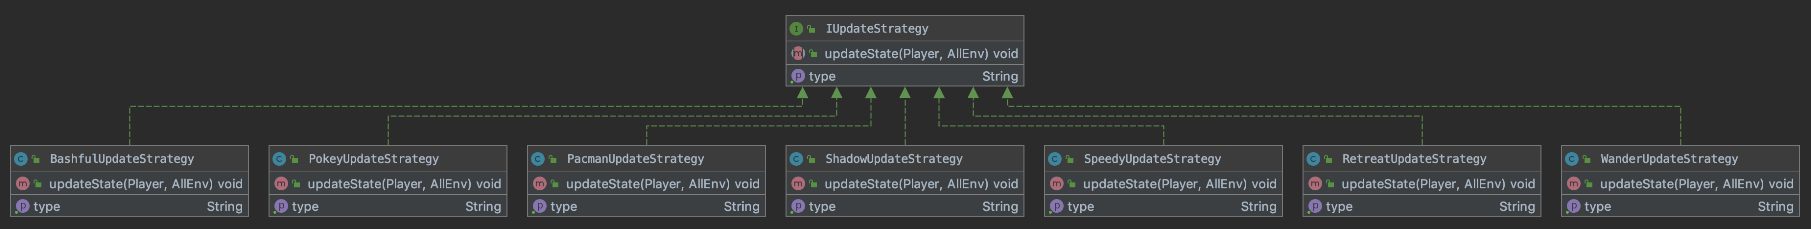 IUpdateStrategy
updateState(Player, AllEnv) void
type String
BashfulUpdateStrategy
updateState(Player, AllEnv) void
type String
PokeyUpdateStrategy
updateState(Player, AllEnv) void
type String
PacmanUpdateStrategy
updateState(Player, AllEnv) void
type String
ShadowUpdateStrategy
updateState(Player, AllEnv) void
type String
SpeedyUpdateStrategy
updateState(Player, AllEnv) void
type String
RetreatUpdateStrategy
updateState(Player, AllEnv) void
type String
WanderUpdateStrategy
updateState(Player, AllEnv) void
type String